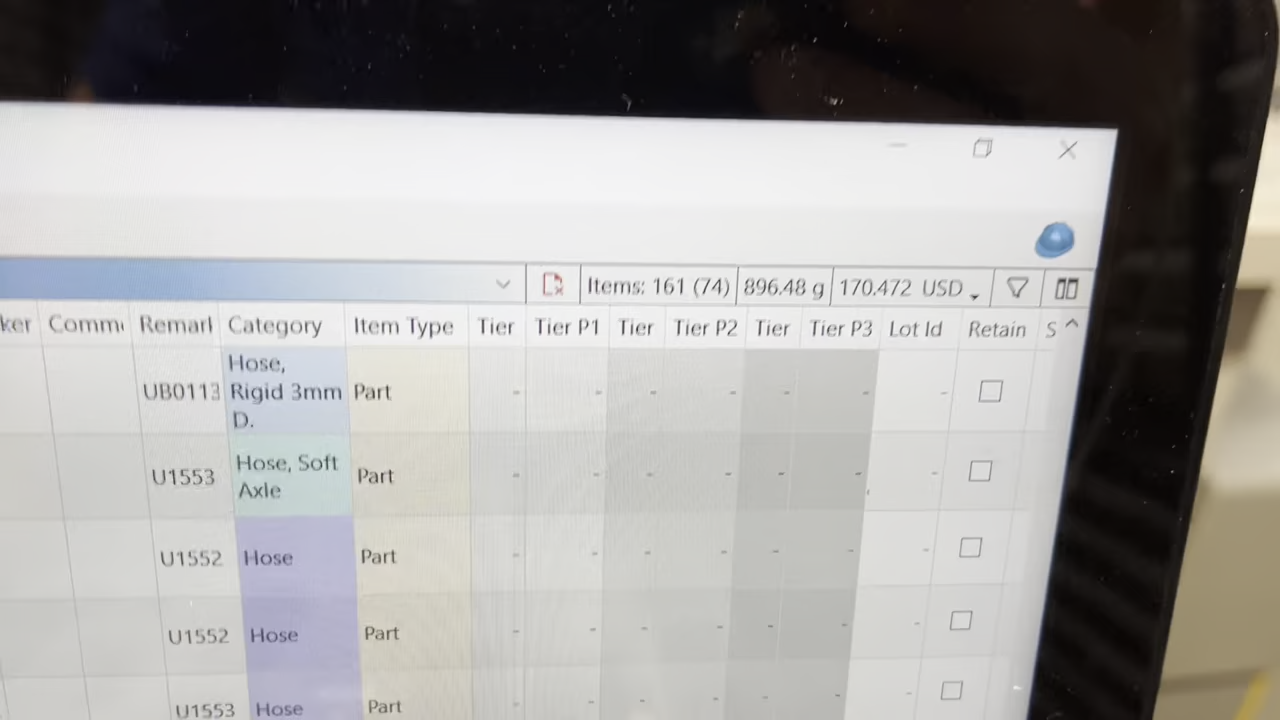 Items: 161 (74) 896.48 g 170.472 USD
ker Comm Remark Category Item Type Tier Tier P1 Tier Tier P2 Tier Tier P3 Lot Id Retain S
Hose,
UB0113 Rigid 3mm Part - - - - - - -
D.
Hose, Soft
U1553 Part - - - - - - -
Axle
U1552 Hose Part - - - - - - -
U1552 Hose Part - - - - - - -
U1553 Hose Part - - - - - - -